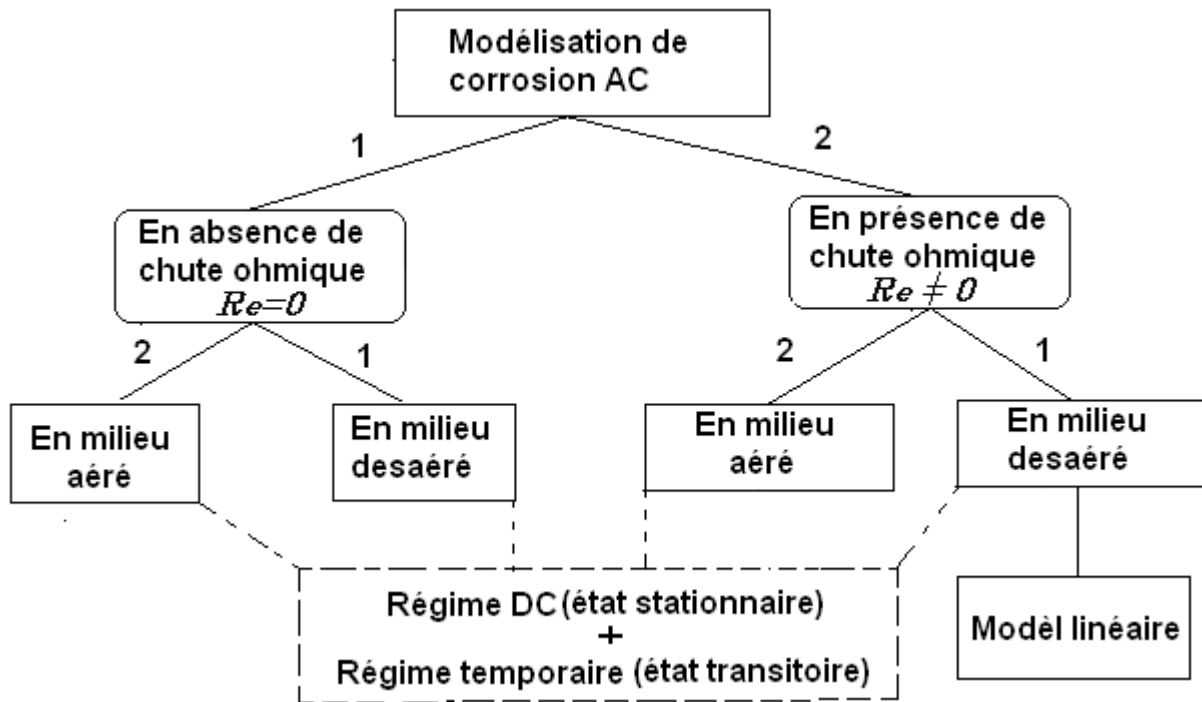 Modélisation de
corrosion AC
1
2
En absence de
chute ohmique
Re=0
En présence de
chute ohmique
Re ≠ 0
2
1
2
1
En milieu
aéré
En milieu
desaéré
En milieu
aéré
En milieu
desaéré
Régime DC (état stationnaire)
+
Régime temporaire (état transitoire)
Modèl linéaire